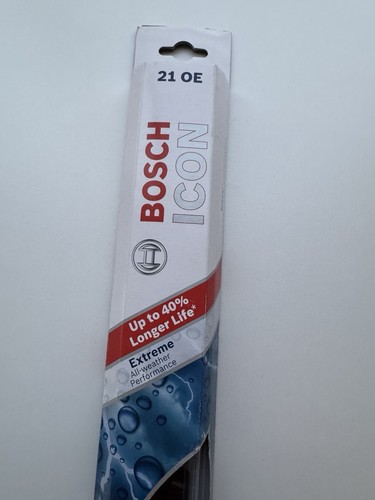 21 OE
BOSCH
ICON
Up to 40%
Longer Life*
Extreme
All-weather
Performance